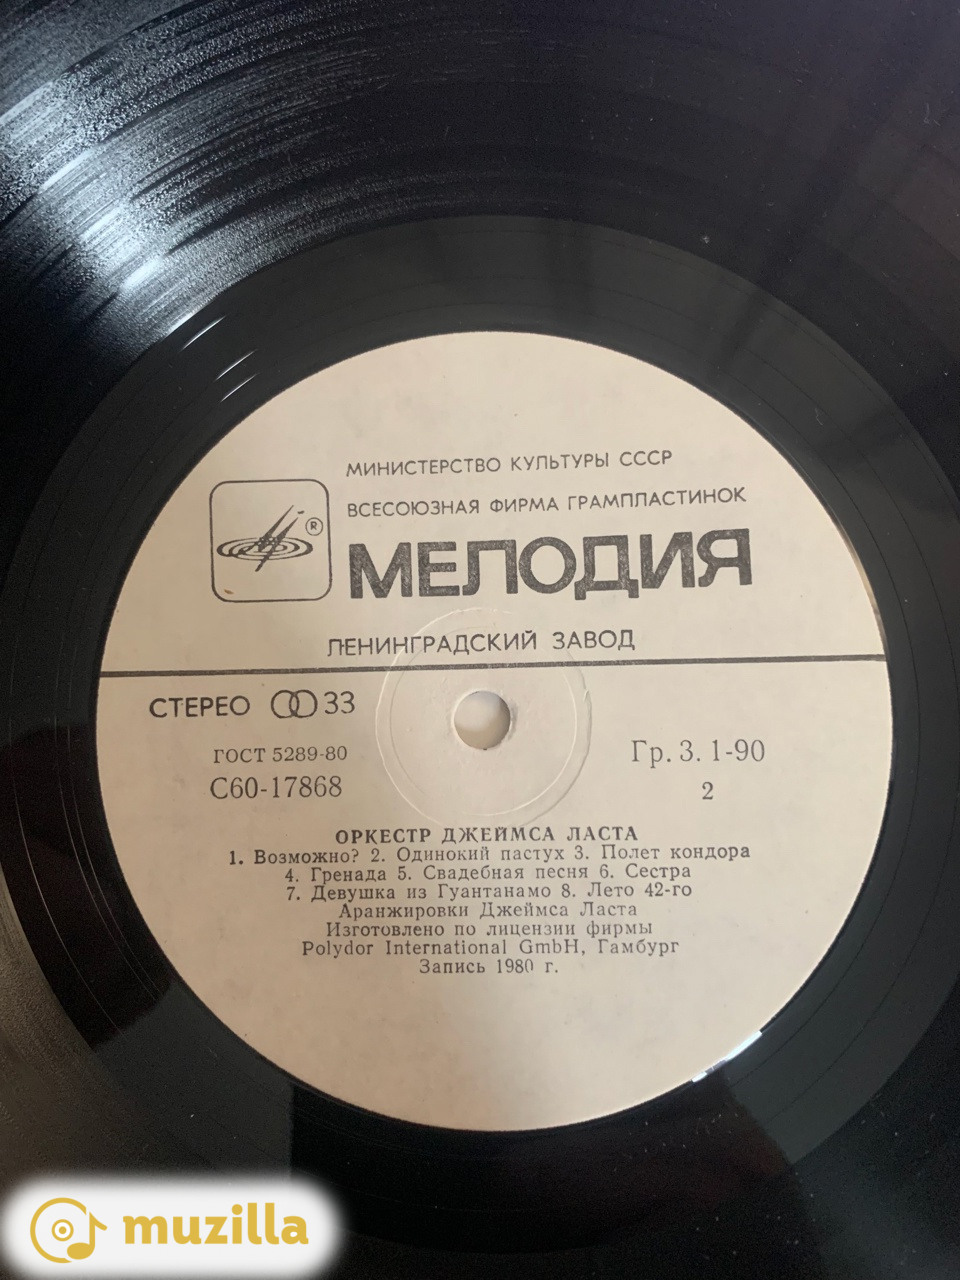 МИНИСТЕРСТВО КУЛЬТУРЫ СССР
ВСЕСОЮЗНАЯ ФИРМА ГРАМПЛАСТИНОК
®
МЕЛОДИЯ
ЛЕНИНГРАДСКИЙ ЗАВОД
СТЕРЕО 33
ГОСТ 5289-80
Гр. 3. 1-90
С60-17868
2
ОРКЕСТР ДЖЕЙМСА ЛАСТА
1. Возможно? 2. Одинокий пастух 3. Полет кондора
4. Гренада 5. Свадебная песня 6. Сестра
7. Девушка из Гуантанамо 8. Лето 42-го
Аранжировки Джеймса Ласта
Изготовлено по лицензии фирмы
Polydor International GmbH, Гамбург
Запись 1980 г.
muzilla